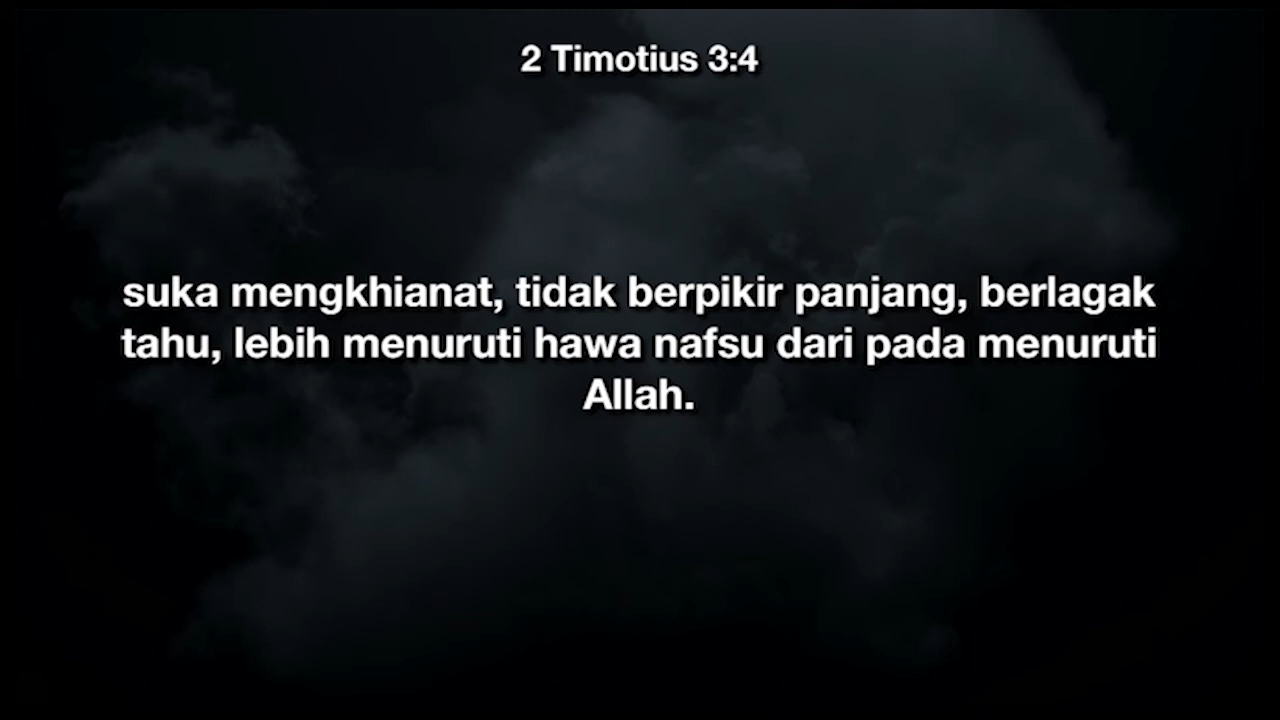 2 Timotius 3:4
suka mengkhianat, tidak berpikir panjang, berlagak
tahu, lebih menuruti hawa nafsu dari pada menuruti
Allah.